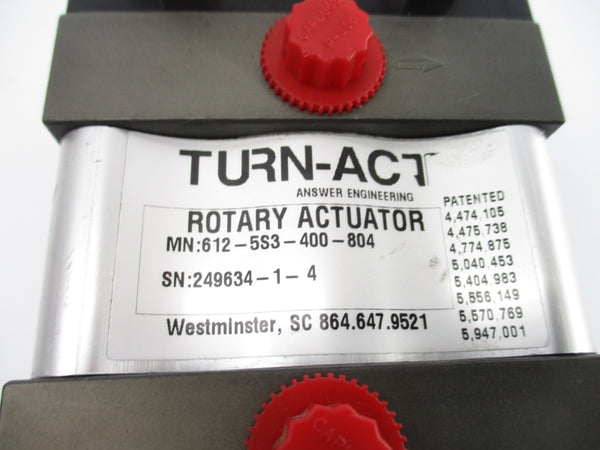 CAPLUG
TURN-ACT
ANSWER ENGINEERING
ROTARY ACTUATOR
MN:612-5S3-400-804
SN:249634-1-4
Westminster, SC 864.647.9521
PATENTED
4,474,105
4,475,738
4,774,875
5,040,453
5,404,983
5,556,149
5,570,769
5,947,001